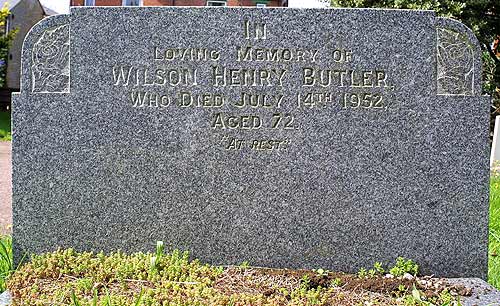 IN
LOVING MEMORY OF
WILSON HENRY BUTLER,
WHO DIED JULY 14TH 1952,
AGED 72.
"AT REST"